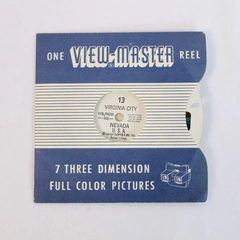 ONE VIEW-MASTER REEL
13
VIRGINIA CITY
NEVADA
U.S.A.
7 THREE DIMENSION
FULL COLOR PICTURES